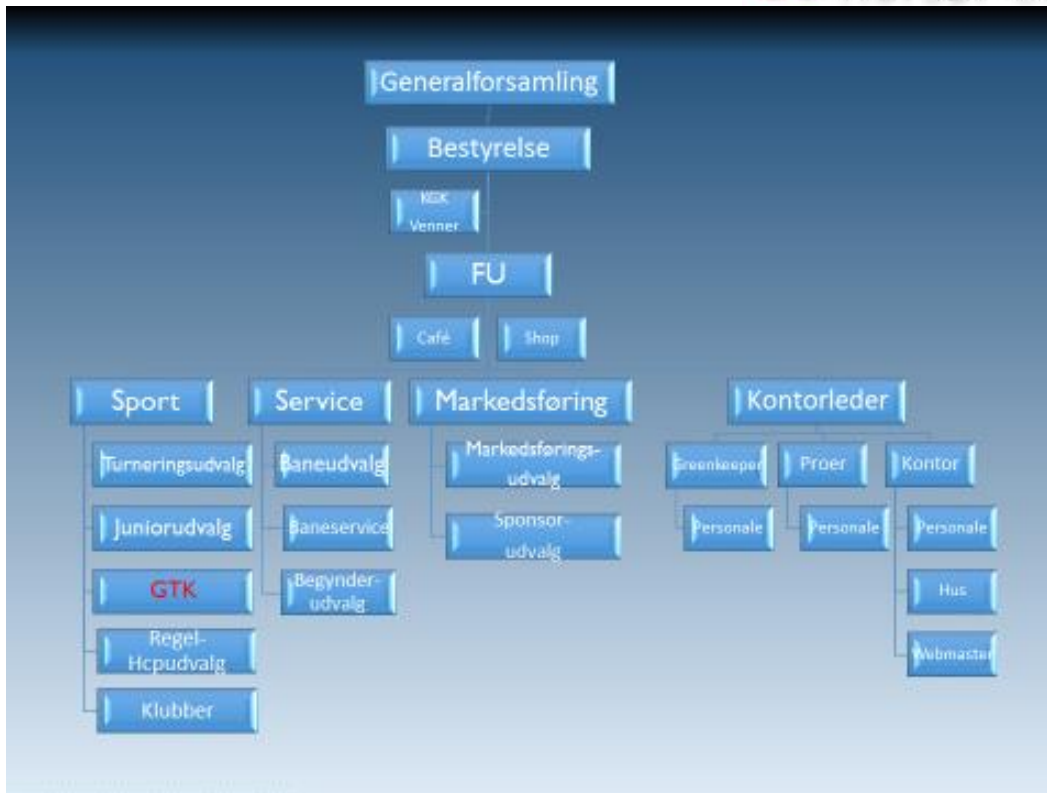 Generalforsamling
Bestyrelse
KGK
Venner
FU
Café
Shop
Sport
Service
Markedsføring
Kontorleder
Turneringsudvalg
Juniorudvalg
GTK
Regel-
Hcpudvalg
Klubber
Baneudvalg
Baneservice
Begynder-
udvalg
Markedsførings-
udvalg
Sponsor-
udvalg
Greenkeeper
Proer
Kontor
Personale
Personale
Personale
Hus
Webmaster